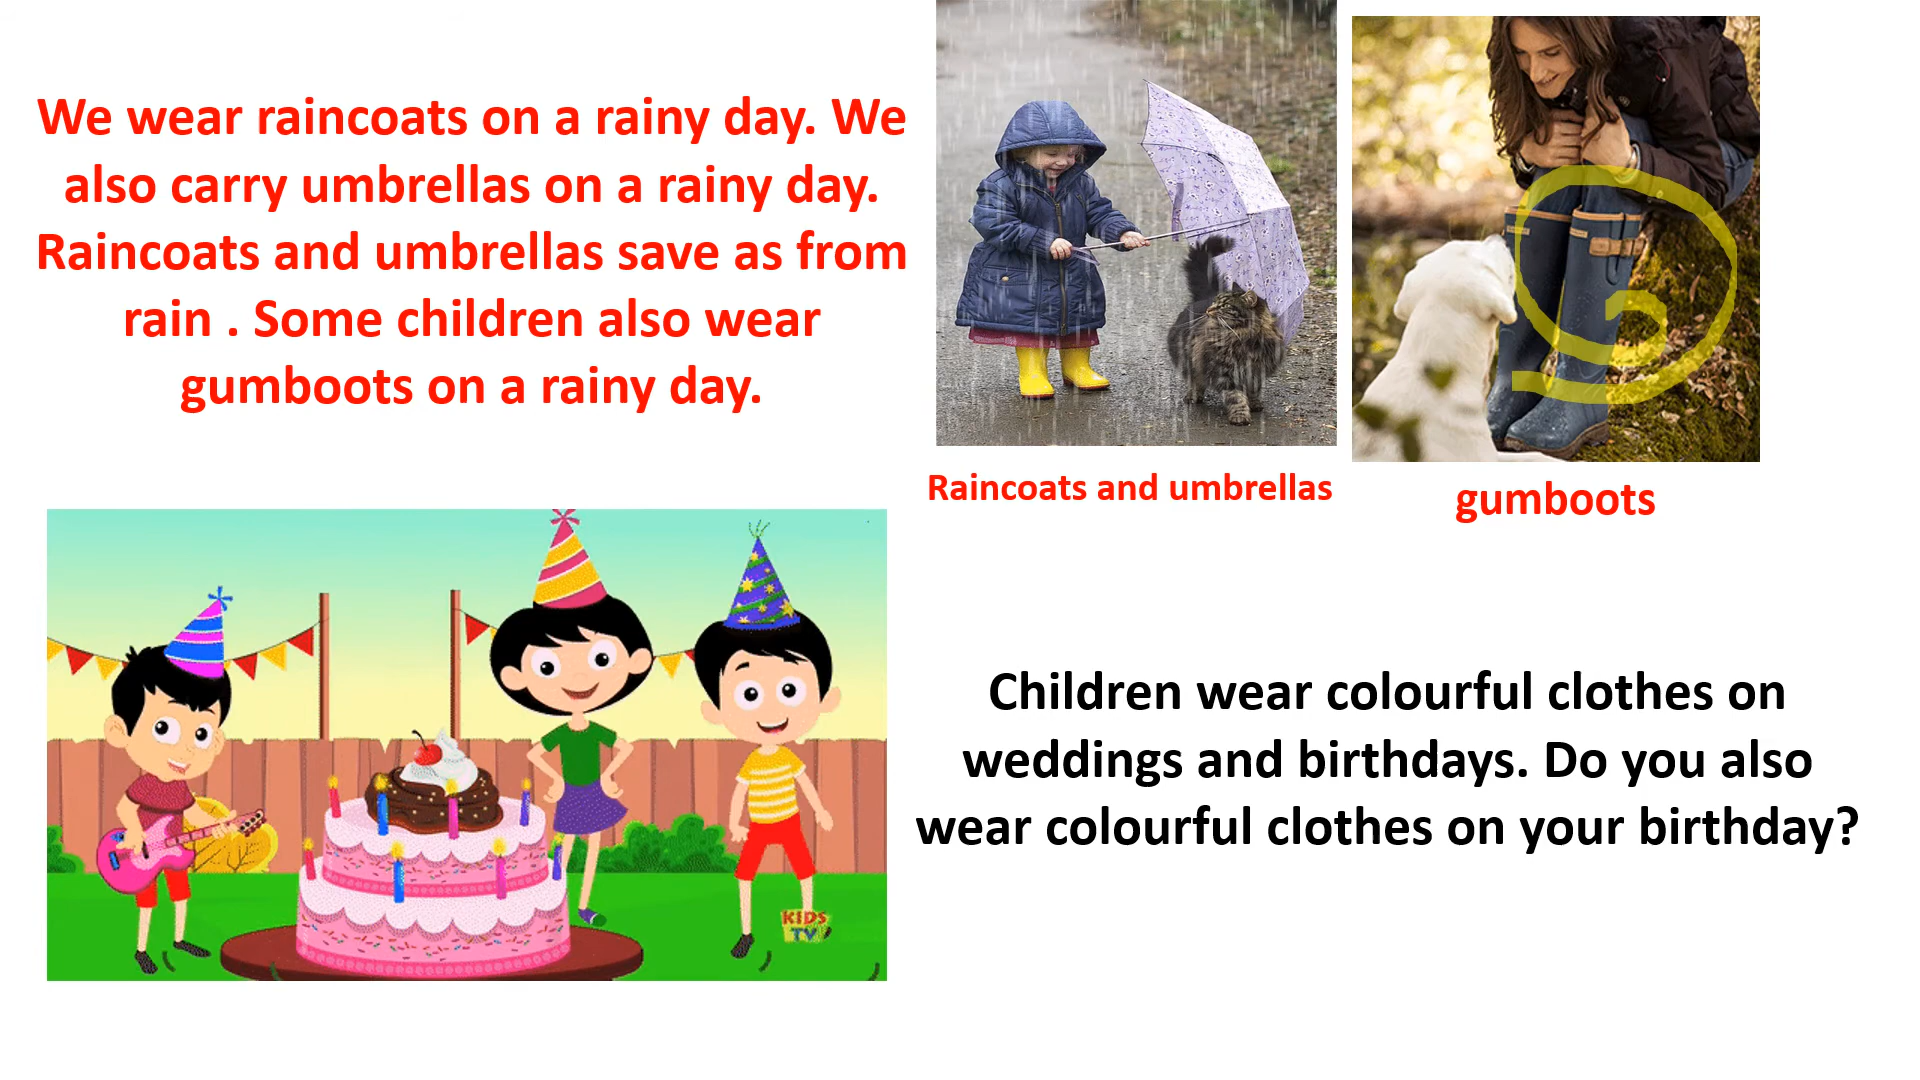 We wear raincoats on a rainy day. We
also carry umbrellas on a rainy day.
Raincoats and umbrellas save as from
rain . Some children also wear
gumboots on a rainy day.
Raincoats and umbrellas
gumboots
KIDS
TV
Children wear colourful clothes on
weddings and birthdays. Do you also
wear colourful clothes on your birthday?